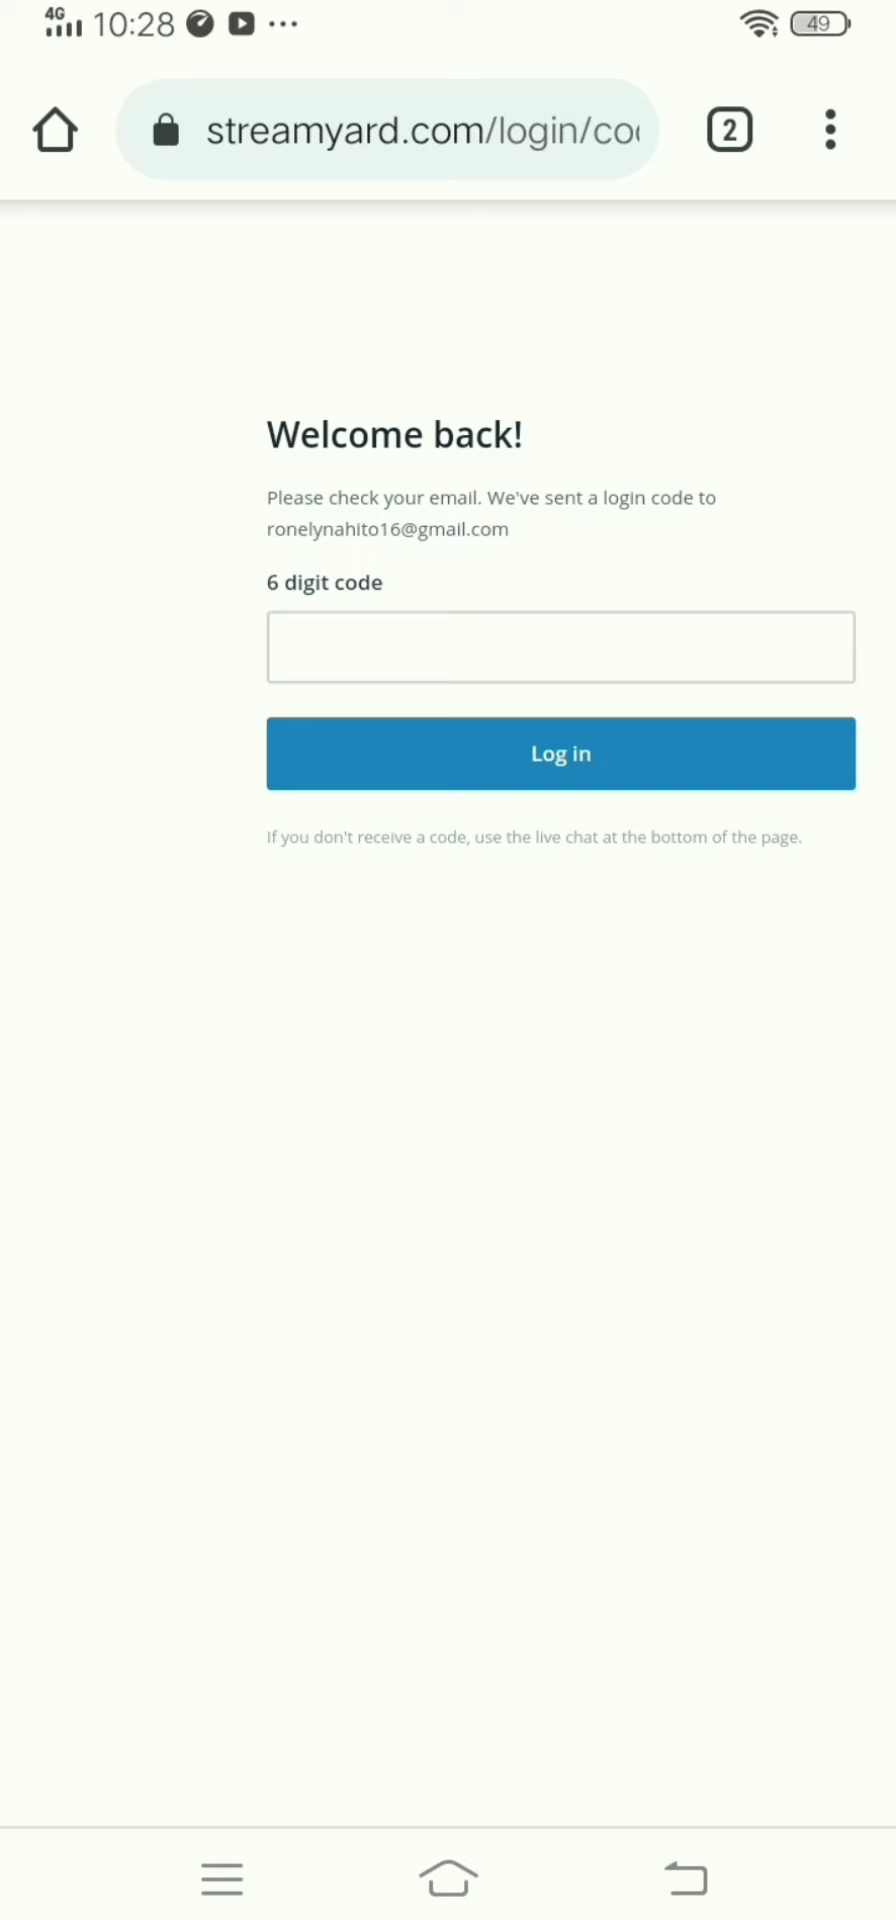 4G 10:28 49
streamyard.com/login/co
2
Welcome back!
Please check your email. We've sent a login code to
ronelynahito16@gmail.com
6 digit code
Log in
If you don't receive a code, use the live chat at the bottom of the page.